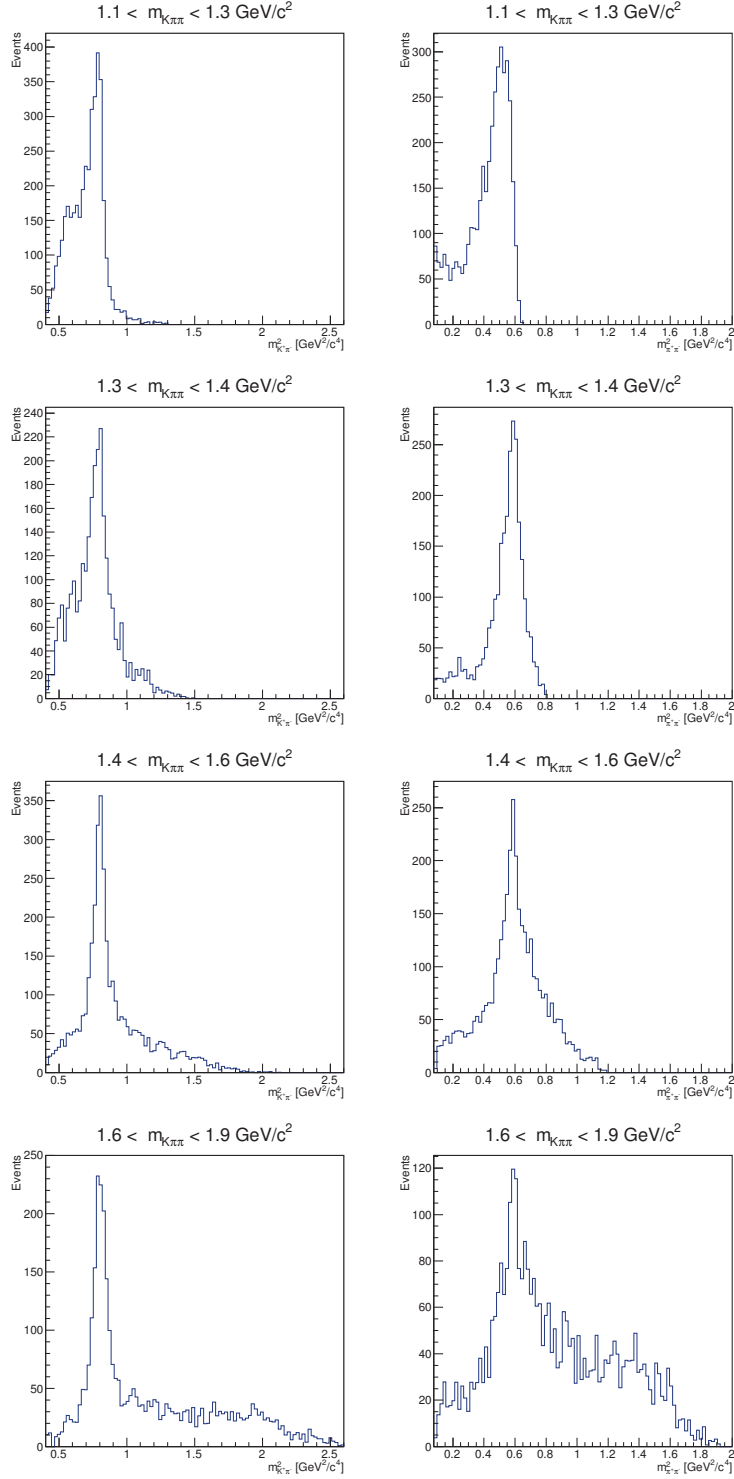 1.1 < m_Kππ < 1.3 GeV/c²
Events
400
350
300
250
200
150
100
50
0
0.5 1 1.5 2 2.5
m²_K⁺π⁻ [GeV²/c⁴]
1.1 < m_Kππ < 1.3 GeV/c²
Events
300
250
200
150
100
50
0
0.2 0.4 0.6 0.8 1 1.2 1.4 1.6 1.8 2
m²_π⁺π⁻ [GeV²/c⁴]
1.3 < m_Kππ < 1.4 GeV/c²
Events
240
220
200
180
160
140
120
100
80
60
40
20
0
0.5 1 1.5 2 2.5
m²_K⁺π⁻ [GeV²/c⁴]
1.3 < m_Kππ < 1.4 GeV/c²
Events
250
200
150
100
50
0
0.2 0.4 0.6 0.8 1 1.2 1.4 1.6 1.8 2
m²_π⁺π⁻ [GeV²/c⁴]
1.4 < m_Kππ < 1.6 GeV/c²
Events
350
300
250
200
150
100
50
0
0.5 1 1.5 2 2.5
m²_K⁺π⁻ [GeV²/c⁴]
1.4 < m_Kππ < 1.6 GeV/c²
Events
250
200
150
100
50
0
0.2 0.4 0.6 0.8 1 1.2 1.4 1.6 1.8 2
m²_π⁺π⁻ [GeV²/c⁴]
1.6 < m_Kππ < 1.9 GeV/c²
Events
250
200
150
100
50
0
0.5 1 1.5 2 2.5
m²_K⁺π⁻ [GeV²/c⁴]
1.6 < m_Kππ < 1.9 GeV/c²
Events
120
100
80
60
40
20
0
0.2 0.4 0.6 0.8 1 1.2 1.4 1.6 1.8 2
m²_π⁺π⁻ [GeV²/c⁴]